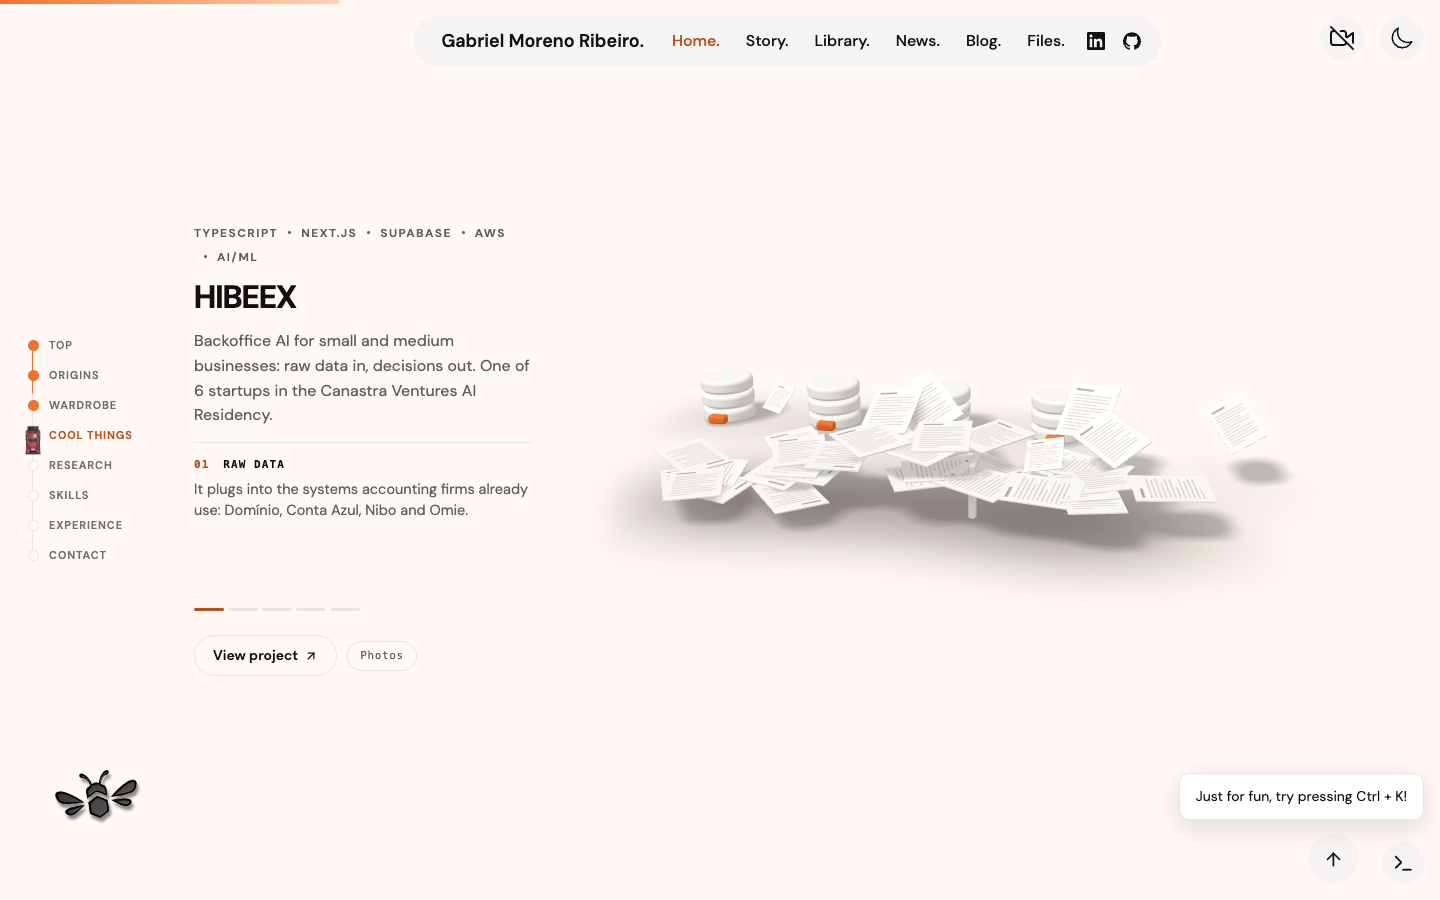 Gabriel Moreno Ribeiro.
Home.
Story.
Library.
News.
Blog.
Files.
TYPESCRIPT • NEXT.JS • SUPABASE • AWS
• AI/ML
HIBEEX
Backoffice AI for small and medium
businesses: raw data in, decisions out. One of
6 startups in the Canastra Ventures AI
Residency.
01 RAW DATA
It plugs into the systems accounting firms already
use: Domínio, Conta Azul, Nibo and Omie.
View project
Photos
TOP
ORIGINS
WARDROBE
COOL THINGS
RESEARCH
SKILLS
EXPERIENCE
CONTACT
Just for fun, try pressing Ctrl + K!